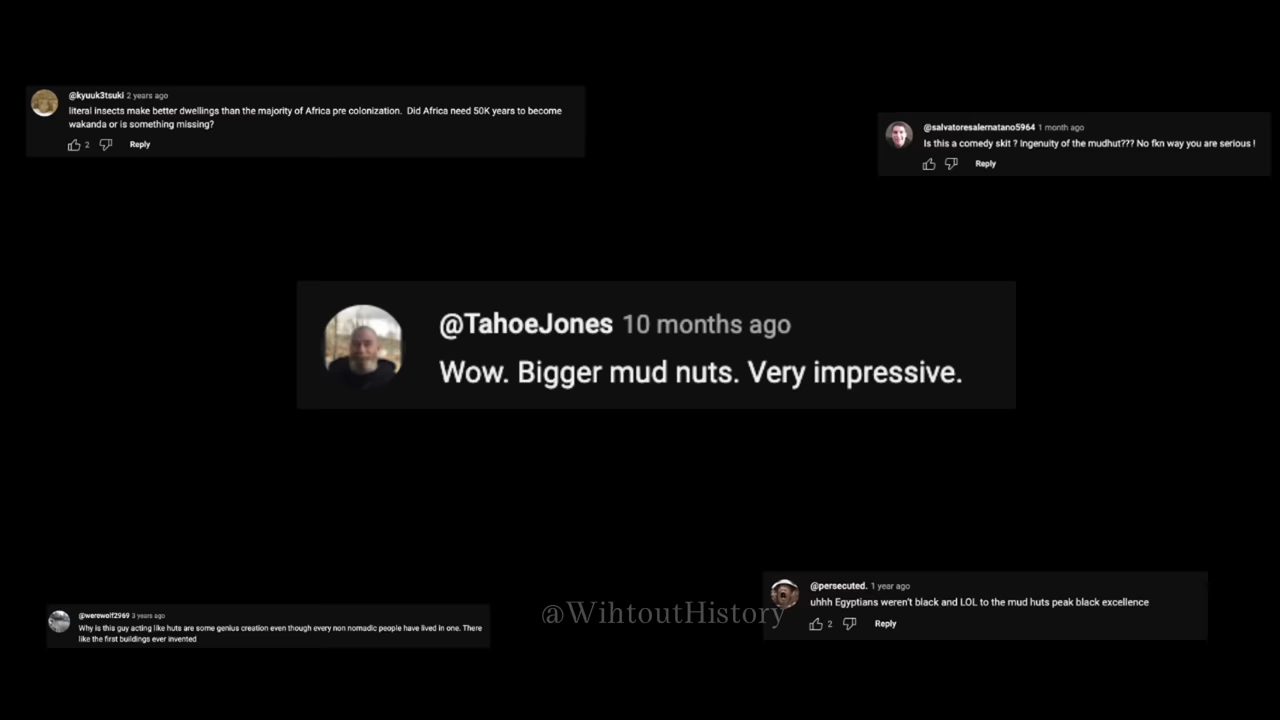 @kyuuk3tsuki 2 years ago
literal insects make better dwellings than the majority of Africa pre colonization. Did Africa need 50K years to become
wakanda or is something missing?
2 Reply
@salvatoresalernatano5964 1 month ago
Is this a comedy skit ? Ingenuity of the mudhut??? No fkn way you are serious !
Reply
@TahoeJones 10 months ago
Wow. Bigger mud nuts. Very impressive.
@persecuted. 1 year ago
uhhh Egyptians weren't black and LOL to the mud huts peak black excellence
2 Reply
@werewolf2969 3 years ago
Why is this guy acting like huts are some genius creation even though every non nomadic people have lived in one. There
like the first buildings ever invented
@WihtoutHistory